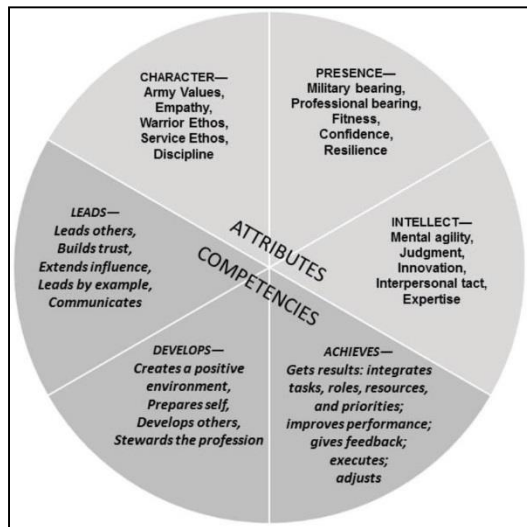 CHARACTER—
Army Values,
Empathy,
Warrior Ethos,
Service Ethos,
Discipline
PRESENCE—
Military bearing,
Professional bearing,
Fitness,
Confidence,
Resilience
LEADS—
Leads others,
Builds trust,
Extends influence,
Leads by example,
Communicates
ATTRIBUTES
COMPETENCIES
INTELLECT—
Mental agility,
Judgment,
Innovation,
Interpersonal tact,
Expertise
DEVELOPS—
Creates a positive
environment,
Prepares self,
Develops others,
Stewards the profession
ACHIEVES—
Gets results: integrates
tasks, roles, resources,
and priorities;
improves performance;
gives feedback;
executes;
adjusts